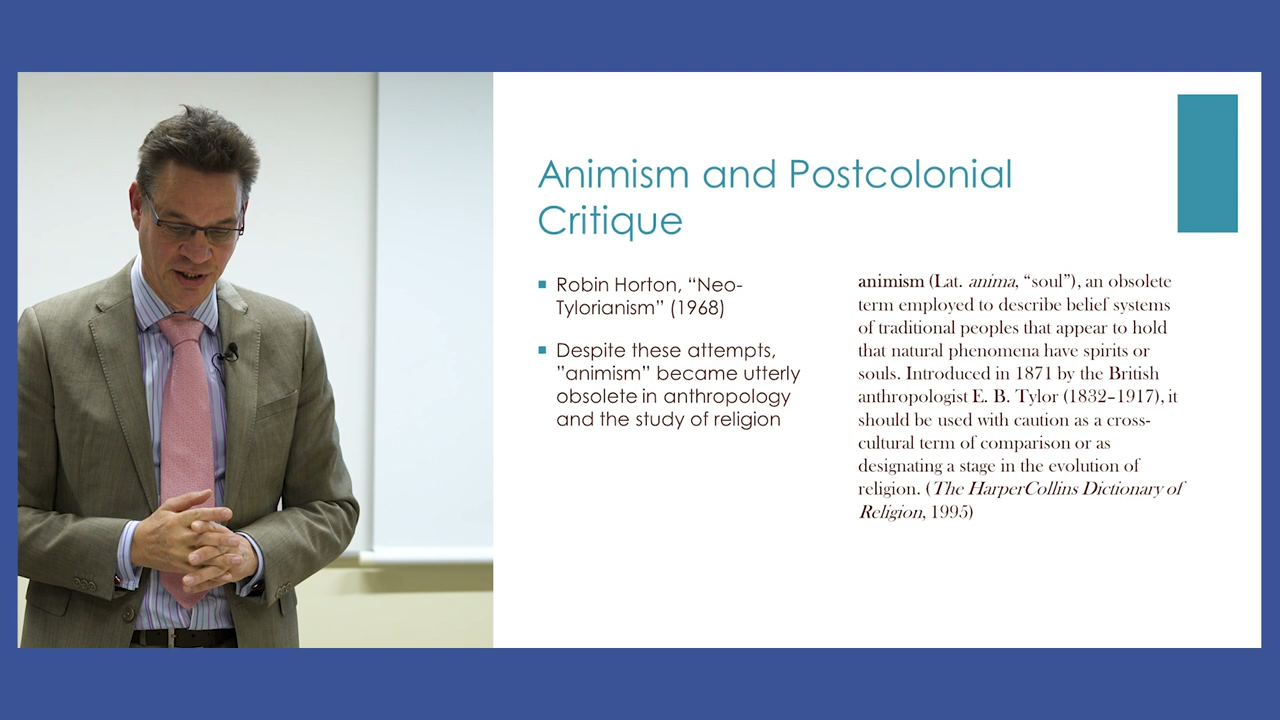 Animism and Postcolonial
Critique
Robin Horton, “Neo-
Tylorianism” (1968)
Despite these attempts,
”animism” became utterly
obsolete in anthropology
and the study of religion
animism (Lat. anima, “soul”), an obsolete
term employed to describe belief systems
of traditional peoples that appear to hold
that natural phenomena have spirits or
souls. Introduced in 1871 by the British
anthropologist E. B. Tylor (1832–1917), it
should be used with caution as a cross-
cultural term of comparison or as
designating a stage in the evolution of
religion. (The HarperCollins Dictionary of
Religion, 1995)